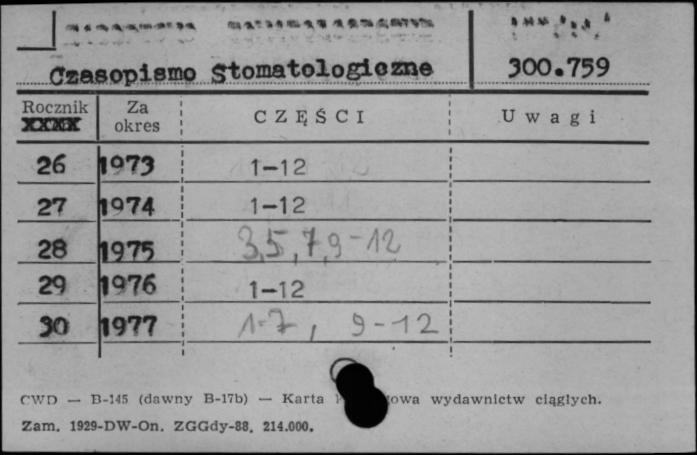 Czasopismo Stomatologiczne 300.759
Rocznik Za okres CZĘŚCI Uwagi
XXXX
26 1973 1-12
27 1974 1-12
28 1975 3,5,7,9-12
29 1976 1-12
30 1977 1-7, 9-12
CWD — B-145 (dawny B-17b) — Karta wydawnictw ciągłych.
Zam. 1929-DW-On. ZGGdy-88. 214.000.